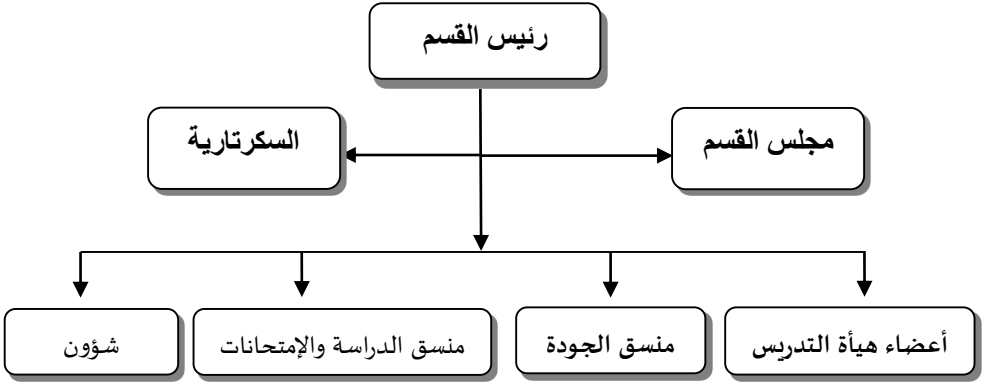 رئيس القسم
مجلس القسم
السكرتارية
أعضاء هيأة التدريس
منسق الجودة
منسق الدراسة والإمتحانات
شؤون